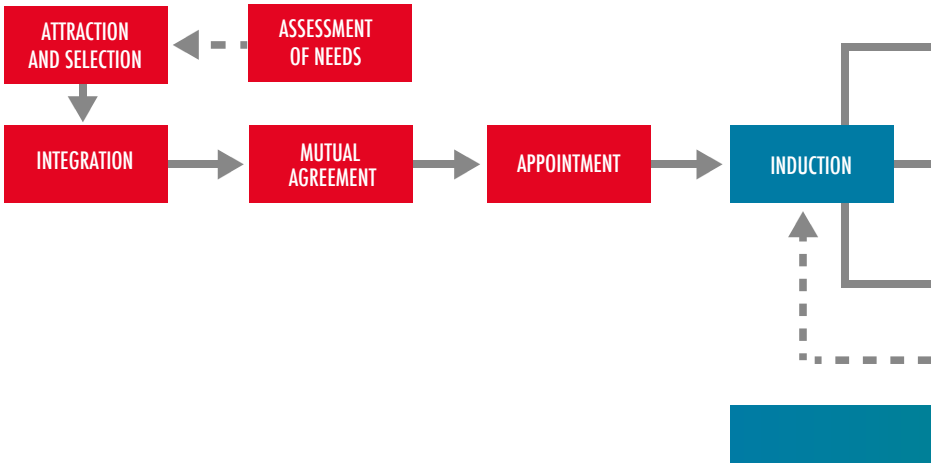 ATTRACTION
AND SELECTION
ASSESSMENT
OF NEEDS
INTEGRATION
MUTUAL
AGREEMENT
APPOINTMENT
INDUCTION